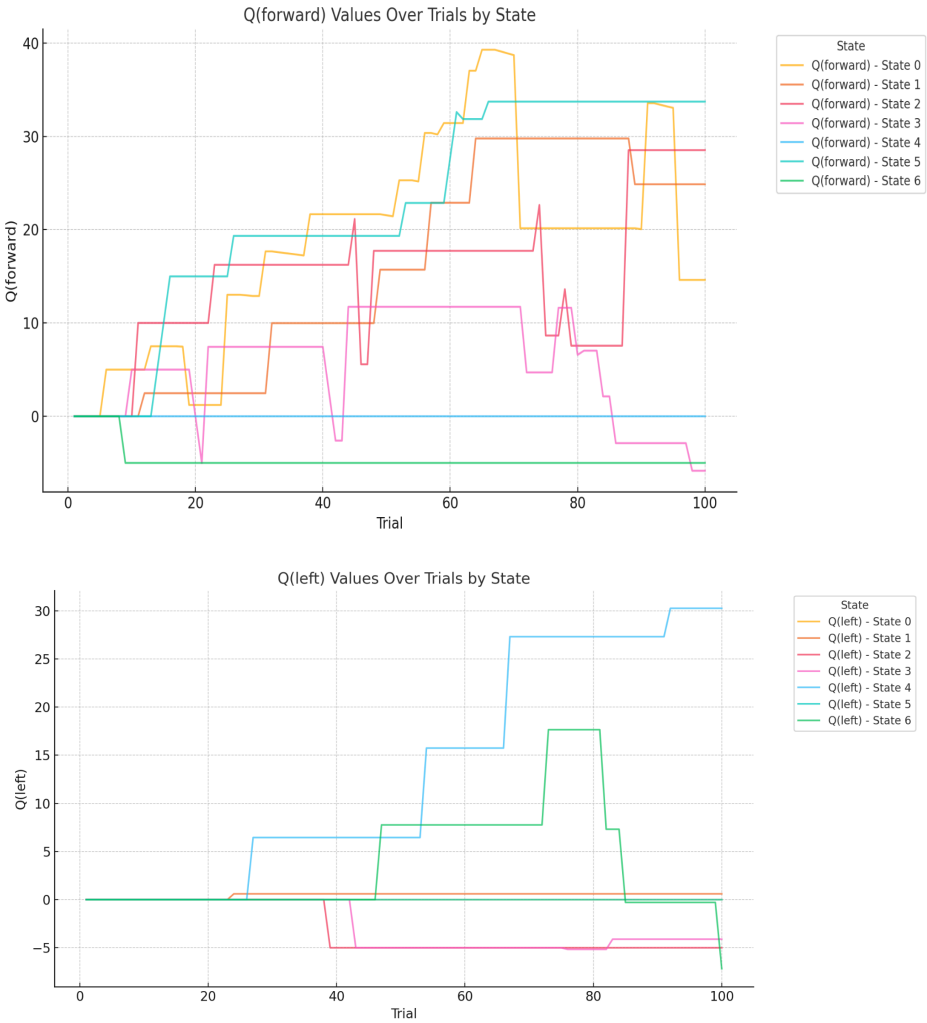 Q(forward) Values Over Trials by State
40
30
20
10
0
Q(forward)
0 20 40 60 80 100
Trial
State
Q(forward) - State 0
Q(forward) - State 1
Q(forward) - State 2
Q(forward) - State 3
Q(forward) - State 4
Q(forward) - State 5
Q(forward) - State 6
Q(left) Values Over Trials by State
30
25
20
15
10
5
0
−5
Q(left)
0 20 40 60 80 100
Trial
State
Q(left) - State 0
Q(left) - State 1
Q(left) - State 2
Q(left) - State 3
Q(left) - State 4
Q(left) - State 5
Q(left) - State 6